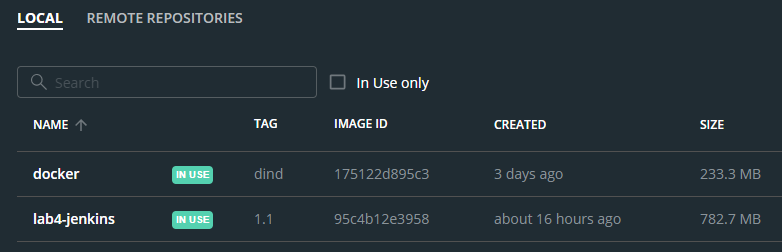 LOCAL REMOTE REPOSITORIES
Search In Use only
NAME TAG IMAGE ID CREATED SIZE
docker IN USE dind 175122d895c3 3 days ago 233.3 MB
lab4-jenkins IN USE 1.1 95c4b12e3958 about 16 hours ago 782.7 MB